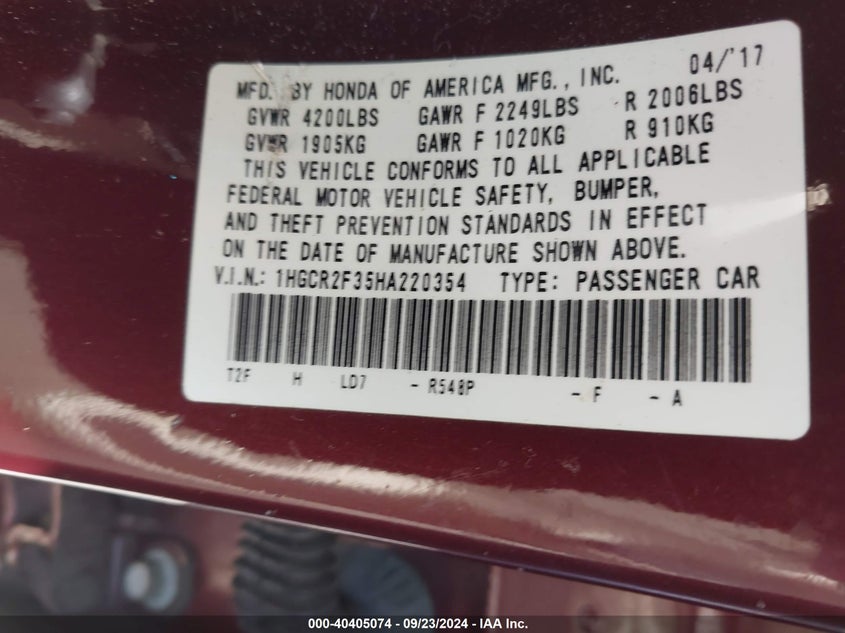 MFD. BY HONDA OF AMERICA MFG., INC. 04/'17
GVWR 4200LBS GAWR F 2249LBS R 2006LBS
GVWR 1905KG GAWR F 1020KG R 910KG
THIS VEHICLE CONFORMS TO ALL APPLICABLE
FEDERAL MOTOR VEHICLE SAFETY, BUMPER,
AND THEFT PREVENTION STANDARDS IN EFFECT
ON THE DATE OF MANUFACTURE SHOWN ABOVE.
V.I.N.: 1HGCR2F35HA220354 TYPE: PASSENGER CAR
T2F H LD7 - R548P - F - A
000-40405074 - 09/23/2024 - IAA Inc.